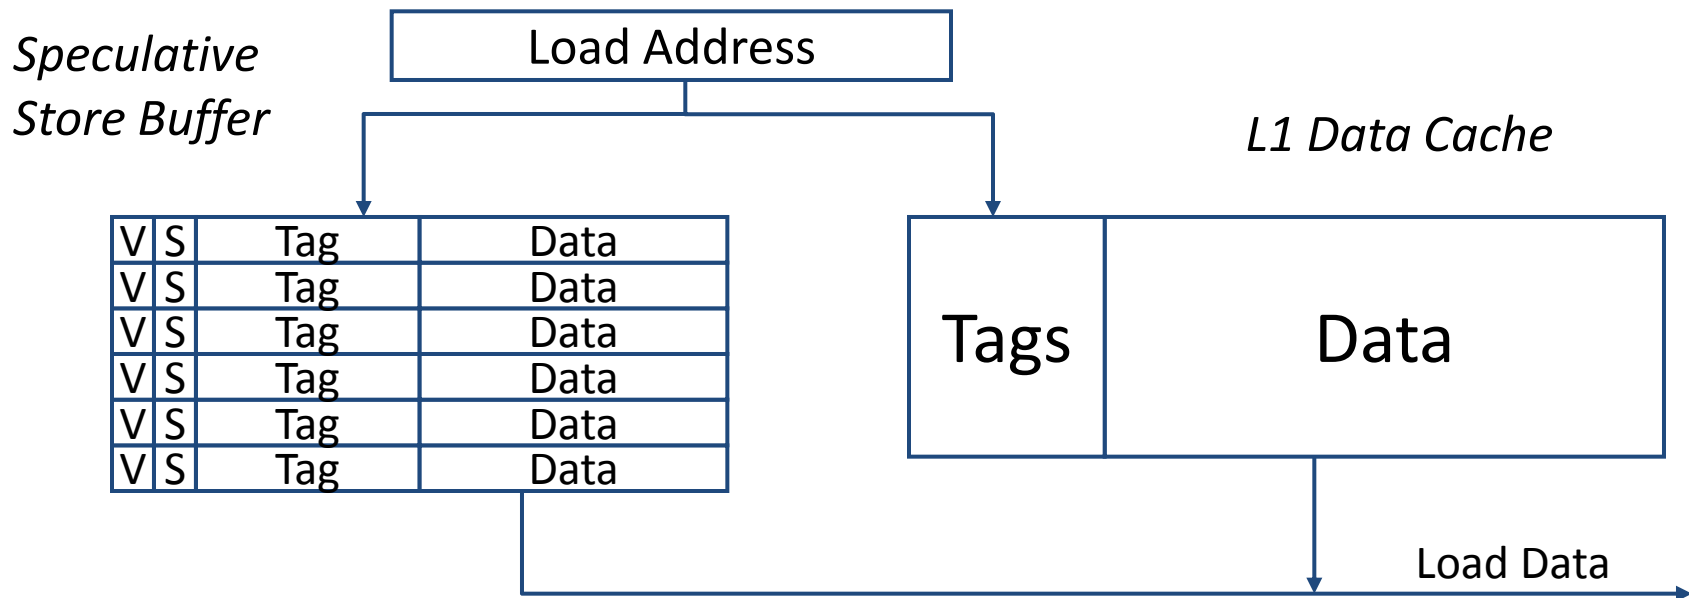 Speculative
Store Buffer
Load Address
L1 Data Cache
V S Tag Data
V S Tag Data
V S Tag Data
V S Tag Data
V S Tag Data
V S Tag Data
Tags Data
Load Data